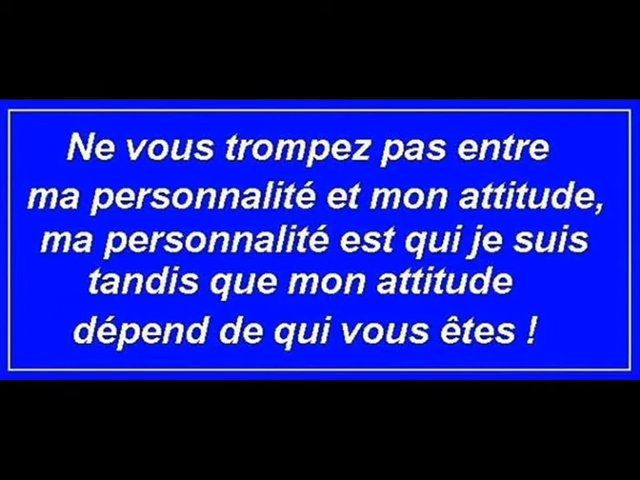 Ne vous trompez pas entre
ma personnalité et mon attitude,
ma personnalité est qui je suis
tandis que mon attitude
dépend de qui vous êtes !